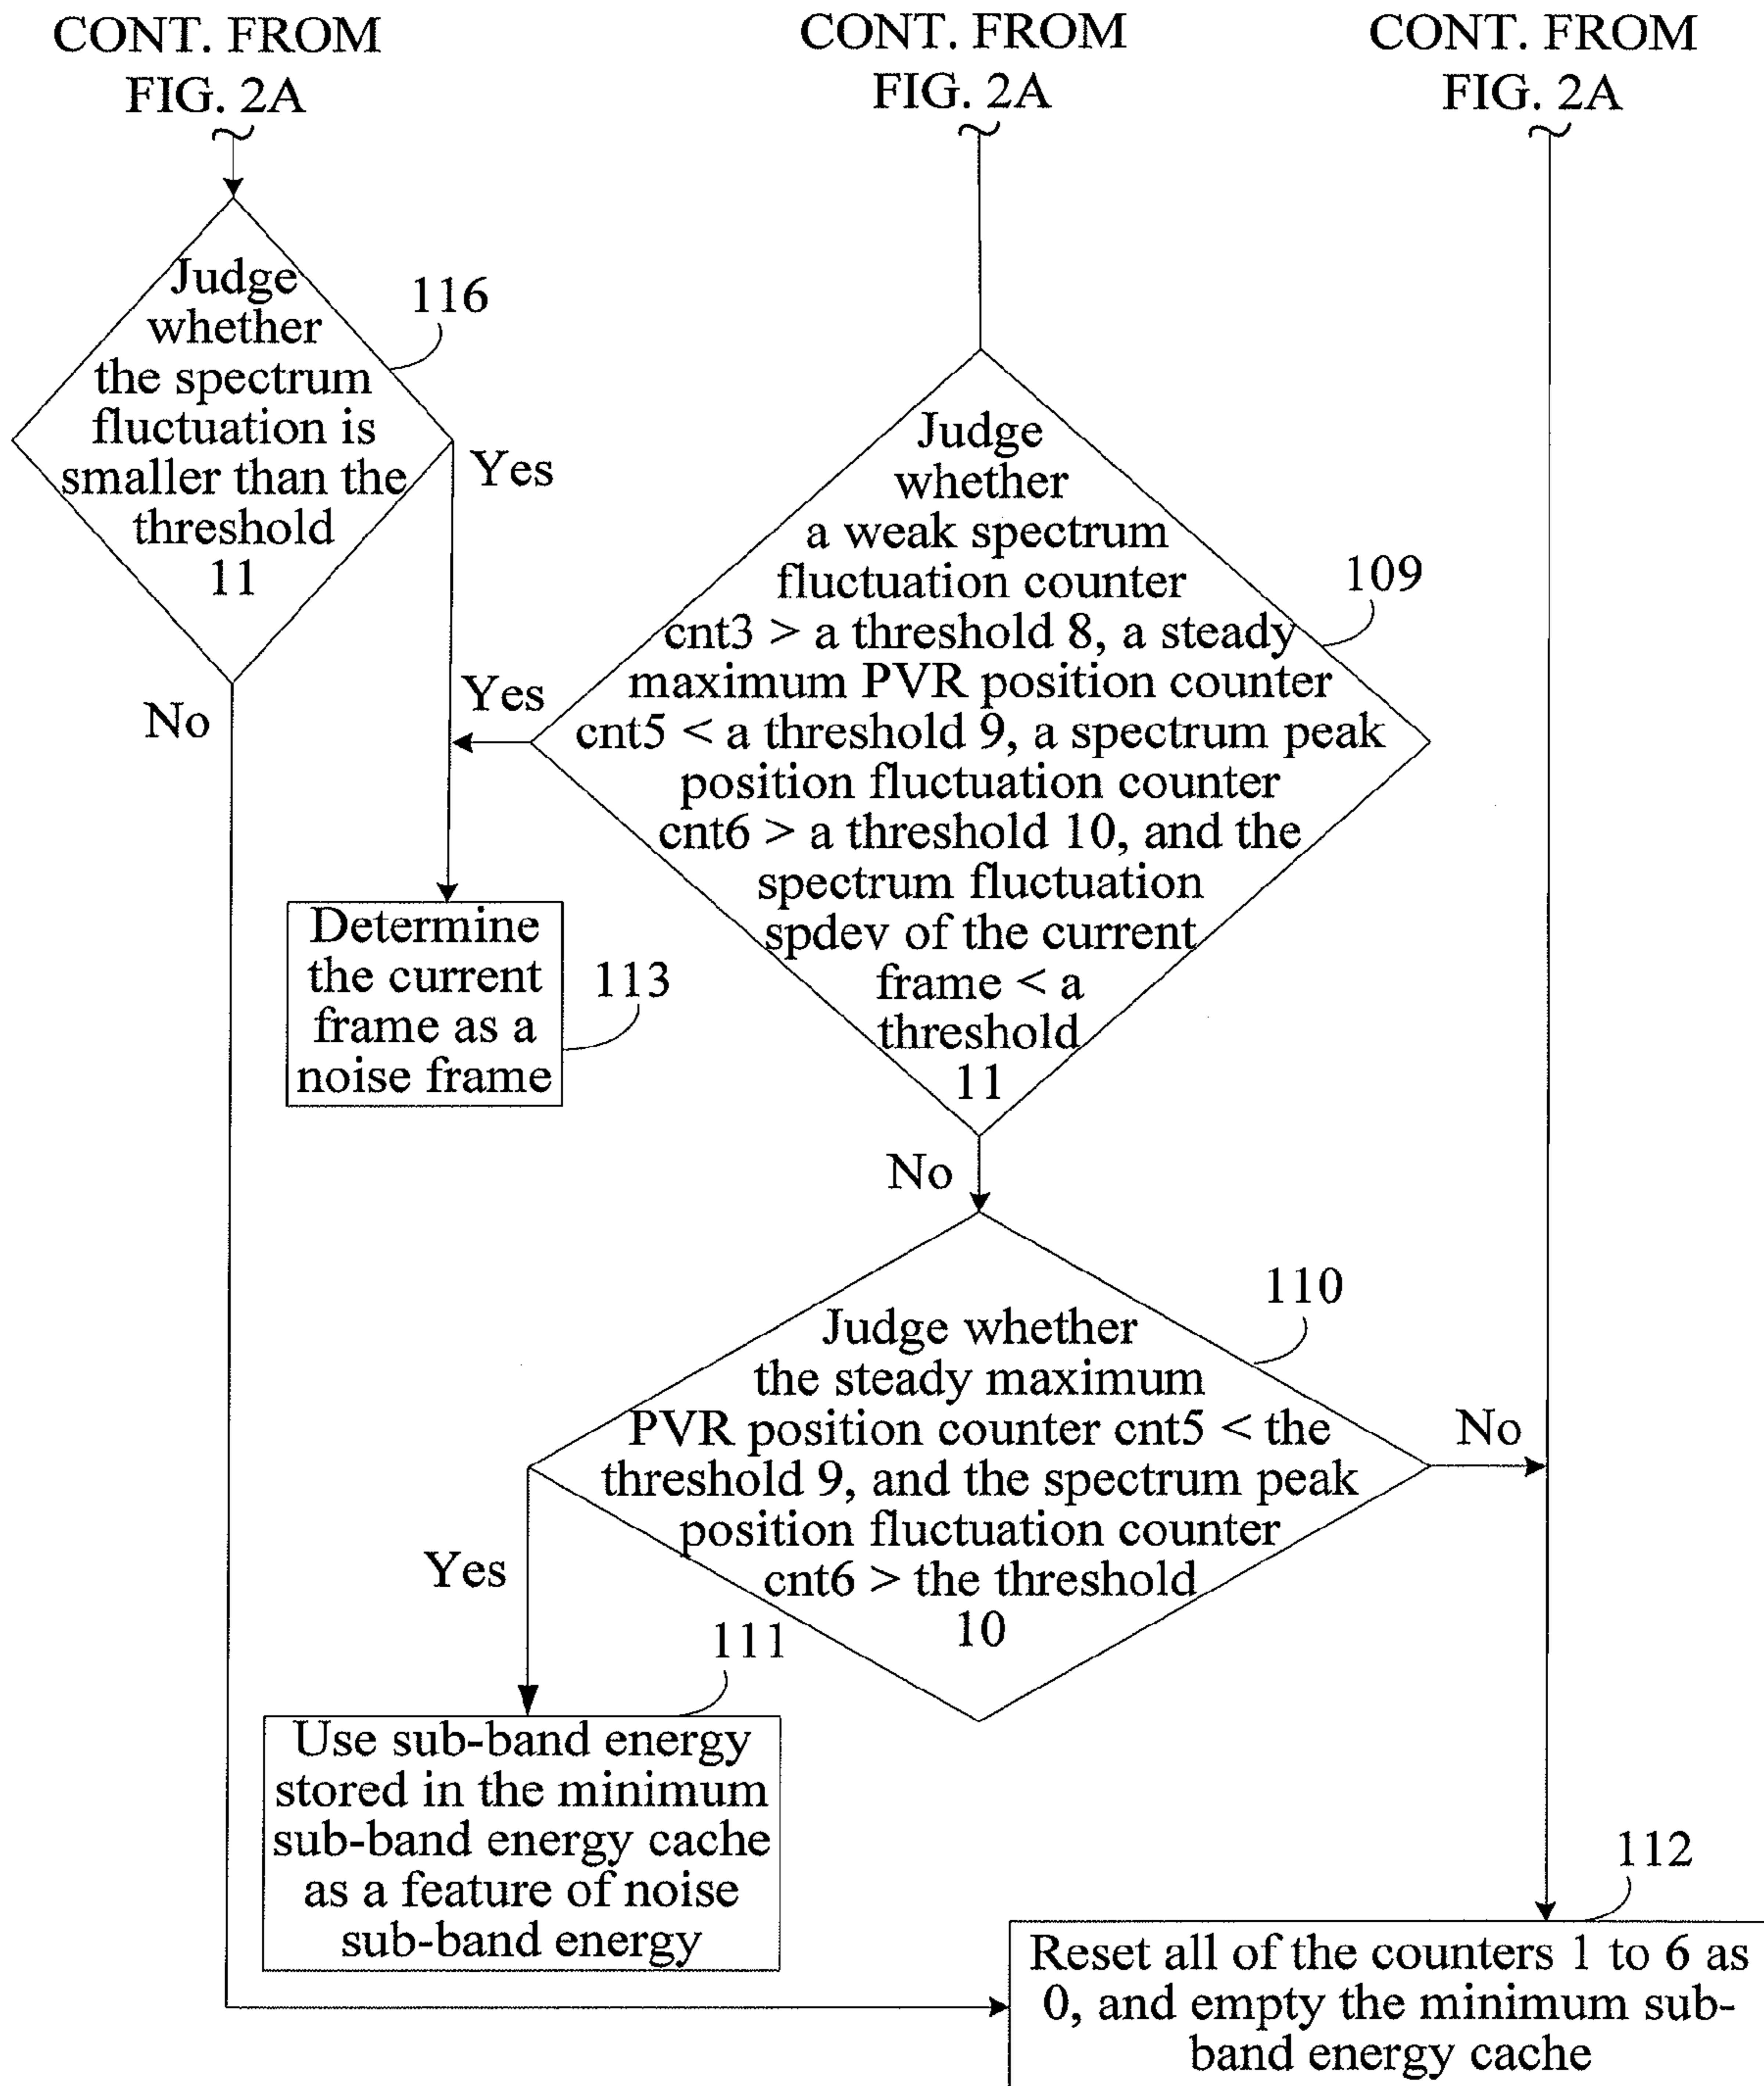 CONT. FROM
FIG. 2A
CONT. FROM
FIG. 2A
CONT. FROM
FIG. 2A
Judge
whether
the spectrum
fluctuation is
smaller than the
threshold
11
116
Yes
No
Judge
whether
a weak spectrum
fluctuation counter
cnt3 > a threshold 8, a steady
maximum PVR position counter
cnt5 < a threshold 9, a spectrum peak
position fluctuation counter
cnt6 > a threshold 10, and the
spectrum fluctuation
spdev of the current
frame < a
threshold
11
109
Yes
No
Determine
the current
frame as a
noise frame
113
Judge whether
the steady maximum
PVR position counter cnt5 < the
threshold 9, and the spectrum peak
position fluctuation counter
cnt6 > the threshold
10
110
No
Yes
111
Use sub-band energy
stored in the minimum
sub-band energy cache
as a feature of noise
sub-band energy
112
Reset all of the counters 1 to 6 as
0, and empty the minimum sub-
band energy cache